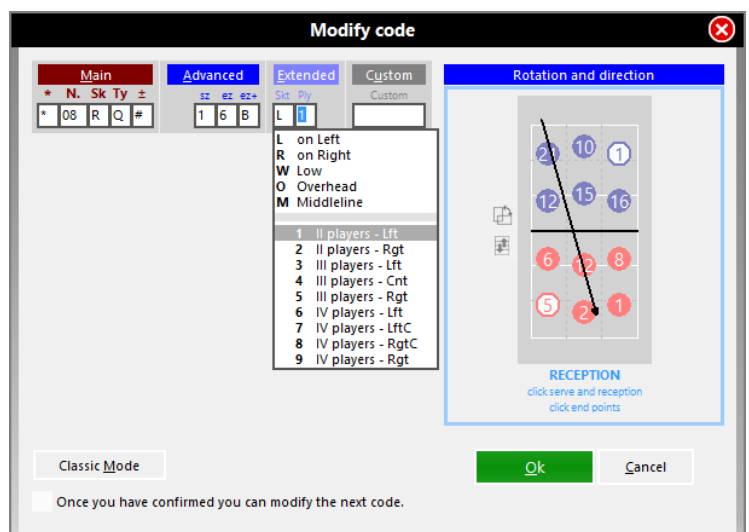 Modify code
Main
* N. Sk Ty ±
* 08 R Q #
Advanced
sz ez ez+
1 6 B
Extended
Skt Ply
L 1
Custom
Custom
L on Left
R on Right
W Low
O Overhead
M Middleline
1 II players - Lft
2 II players - Rgt
3 III players - Lft
4 III players - Cnt
5 III players - Rgt
6 IV players - Lft
7 IV players - LftC
8 IV players - RgtC
9 IV players - Rgt
Rotation and direction
21 10 1
12 15 16
6 12 8
5 2 1
RECEPTION
click serve and reception
click end points
Classic Mode
Ok
Cancel
Once you have confirmed you can modify the next code.